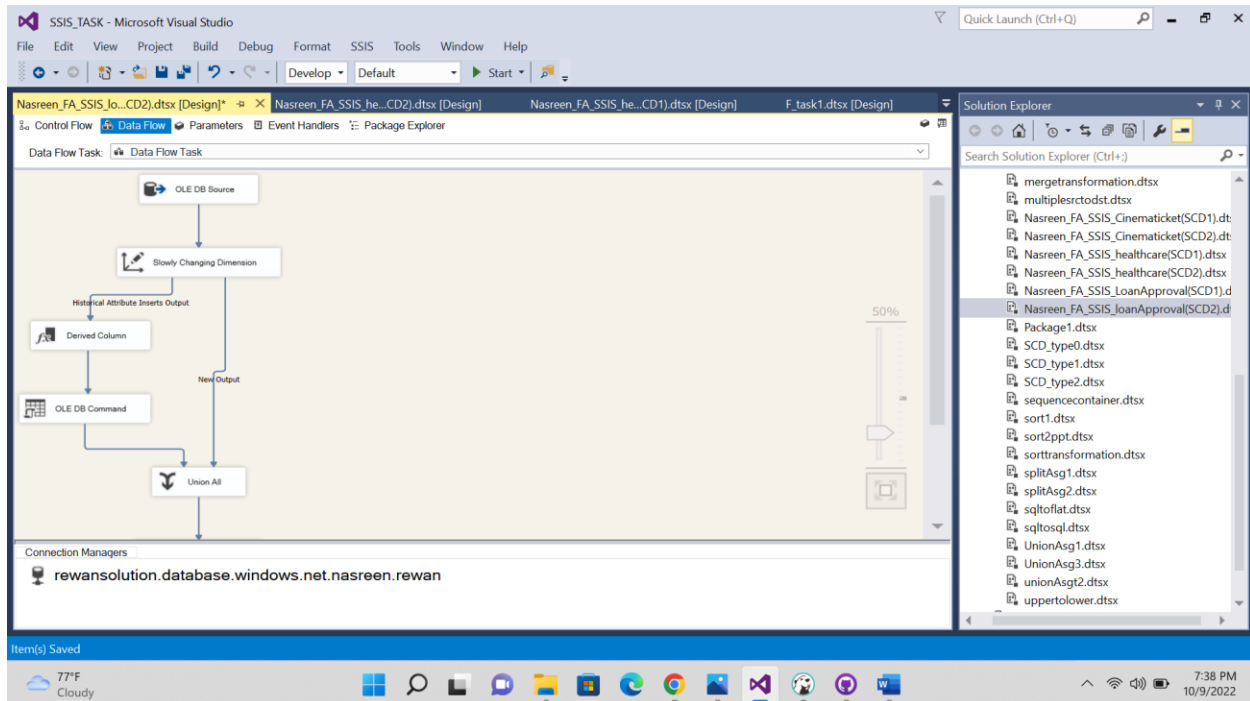 SSIS_TASK - Microsoft Visual Studio
Quick Launch (Ctrl+Q)
File Edit View Project Build Debug Format SSIS Tools Window Help
Develop Default Start
Nasreen_FA_SSIS_lo...CD2).dtsx [Design]* Nasreen_FA_SSIS_he...CD2).dtsx [Design] Nasreen_FA_SSIS_he...CD1).dtsx [Design] F_task1.dtsx [Design]
Control Flow Data Flow Parameters Event Handlers Package Explorer
Data Flow Task: Data Flow Task
OLE DB Source
Slowly Changing Dimension
Historical Attribute Inserts Output
Derived Column
New Output
OLE DB Command
Union All
50%
Connection Managers
rewansolution.database.windows.net.nasreen.rewan
Solution Explorer
Search Solution Explorer (Ctrl+;)
mergetransformation.dtsx
multiplesrctodst.dtsx
Nasreen_FA_SSIS_Cinematicket(SCD1).dt
Nasreen_FA_SSIS_Cinematicket(SCD2).dt
Nasreen_FA_SSIS_healthcare(SCD1).dtsx
Nasreen_FA_SSIS_healthcare(SCD2).dtsx
Nasreen_FA_SSIS_LoanApproval(SCD1).d
Nasreen_FA_SSIS_loanApproval(SCD2).d
Package1.dtsx
SCD_type0.dtsx
SCD_type1.dtsx
SCD_type2.dtsx
sequencecontainer.dtsx
sort1.dtsx
sort2ppt.dtsx
sorttransformation.dtsx
splitAsg1.dtsx
splitAsg2.dtsx
sqltoflat.dtsx
sqltosql.dtsx
UnionAsg1.dtsx
UnionAsg3.dtsx
unionAsgt2.dtsx
uppertolower.dtsx
Item(s) Saved
77°F
Cloudy
7:38 PM
10/9/2022